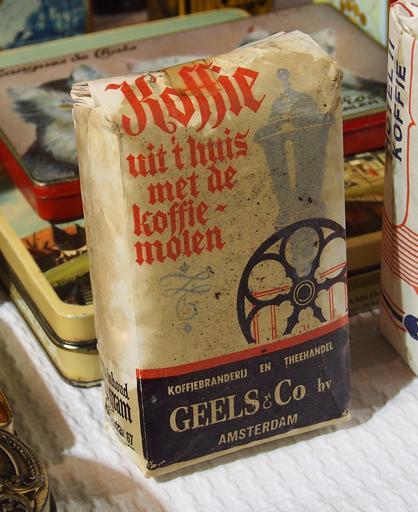 Koffie
uit't huis
met de
koffie-
molen
KOFFIEBRANDERIJ EN THEEHANDEL
GEELS & Co bv
AMSTERDAM
KOFFIE